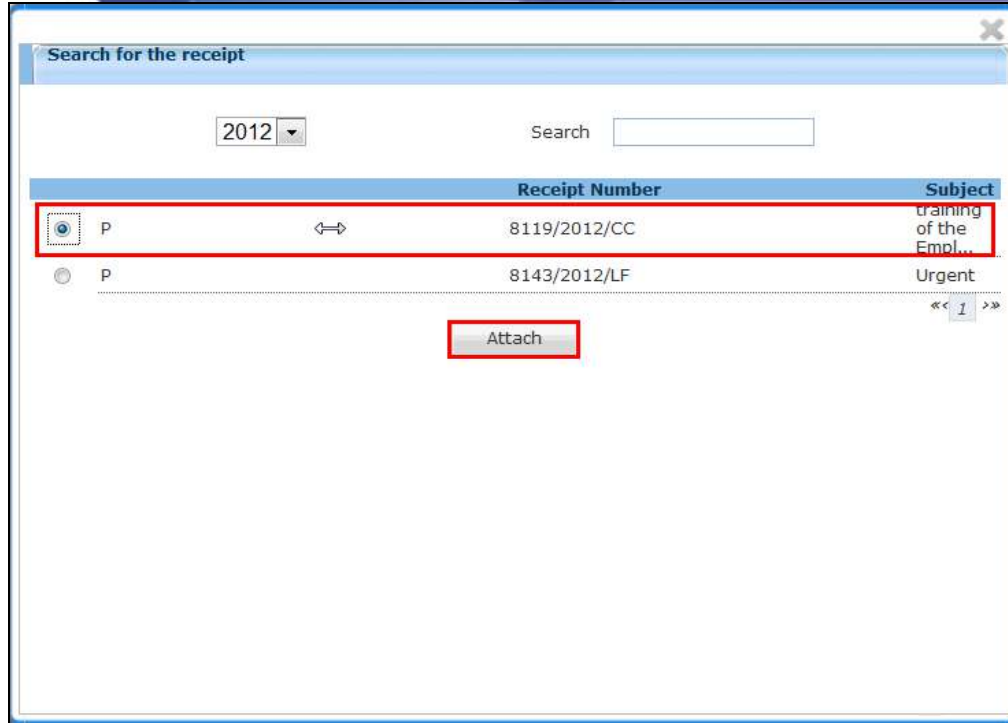 Search for the receipt
2012 Search
Receipt Number Subject
P 8119/2012/CC training
of the
Empl...
P 8143/2012/LF Urgent
«< 1 >»
Attach